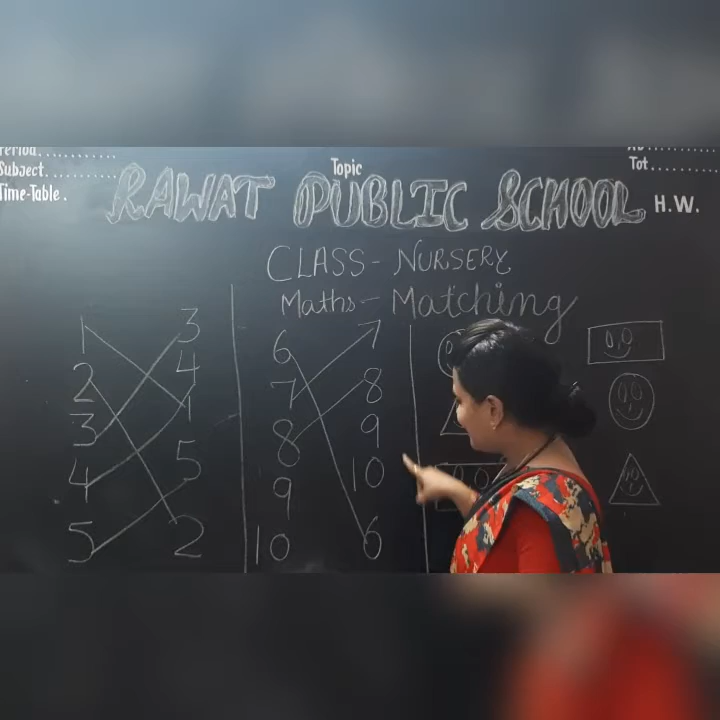 Period...........
Subject..........
Time-Table .
Topic
Tot........
H.W.
RAWAT PUBLIC SCHOOL
CLASS - NURSERY
Maths - Matching
1 3
2 4
3 1
4 5
5 2
6 7
7 8
8 9
9 10
10 6